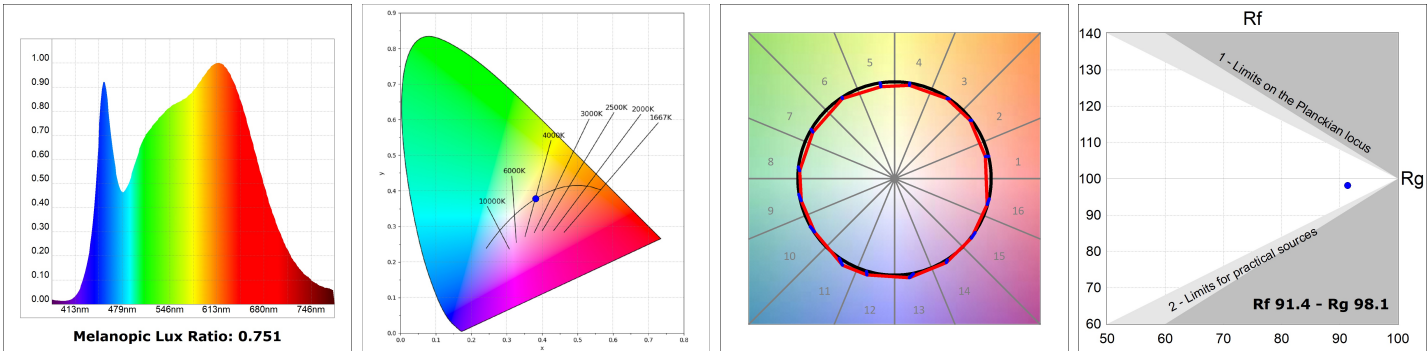 1.00
0.90
0.80
0.70
0.60
0.50
0.40
0.30
0.20
0.10
0.00
413nm 479nm 546nm 613nm 680nm 746nm
Melanopic Lux Ratio: 0.751
0.9
0.8
0.7
0.6
0.5
0.4
0.3
0.2
0.1
0.0
y
0.0 0.1 0.2 0.3 0.4 0.5 0.6 0.7 0.8
x
10000K
6000K
4000K
3000K
2500K
2000K
1667K
1
2
3
4
5
6
7
8
9
10
11
12
13
14
15
16
Rf
140
130
120
110
100
90
80
70
60
50 60 70 80 90 100
Rg
1 - Limits on the Planckian locus
2 - Limits for practical sources
Rf 91.4 - Rg 98.1